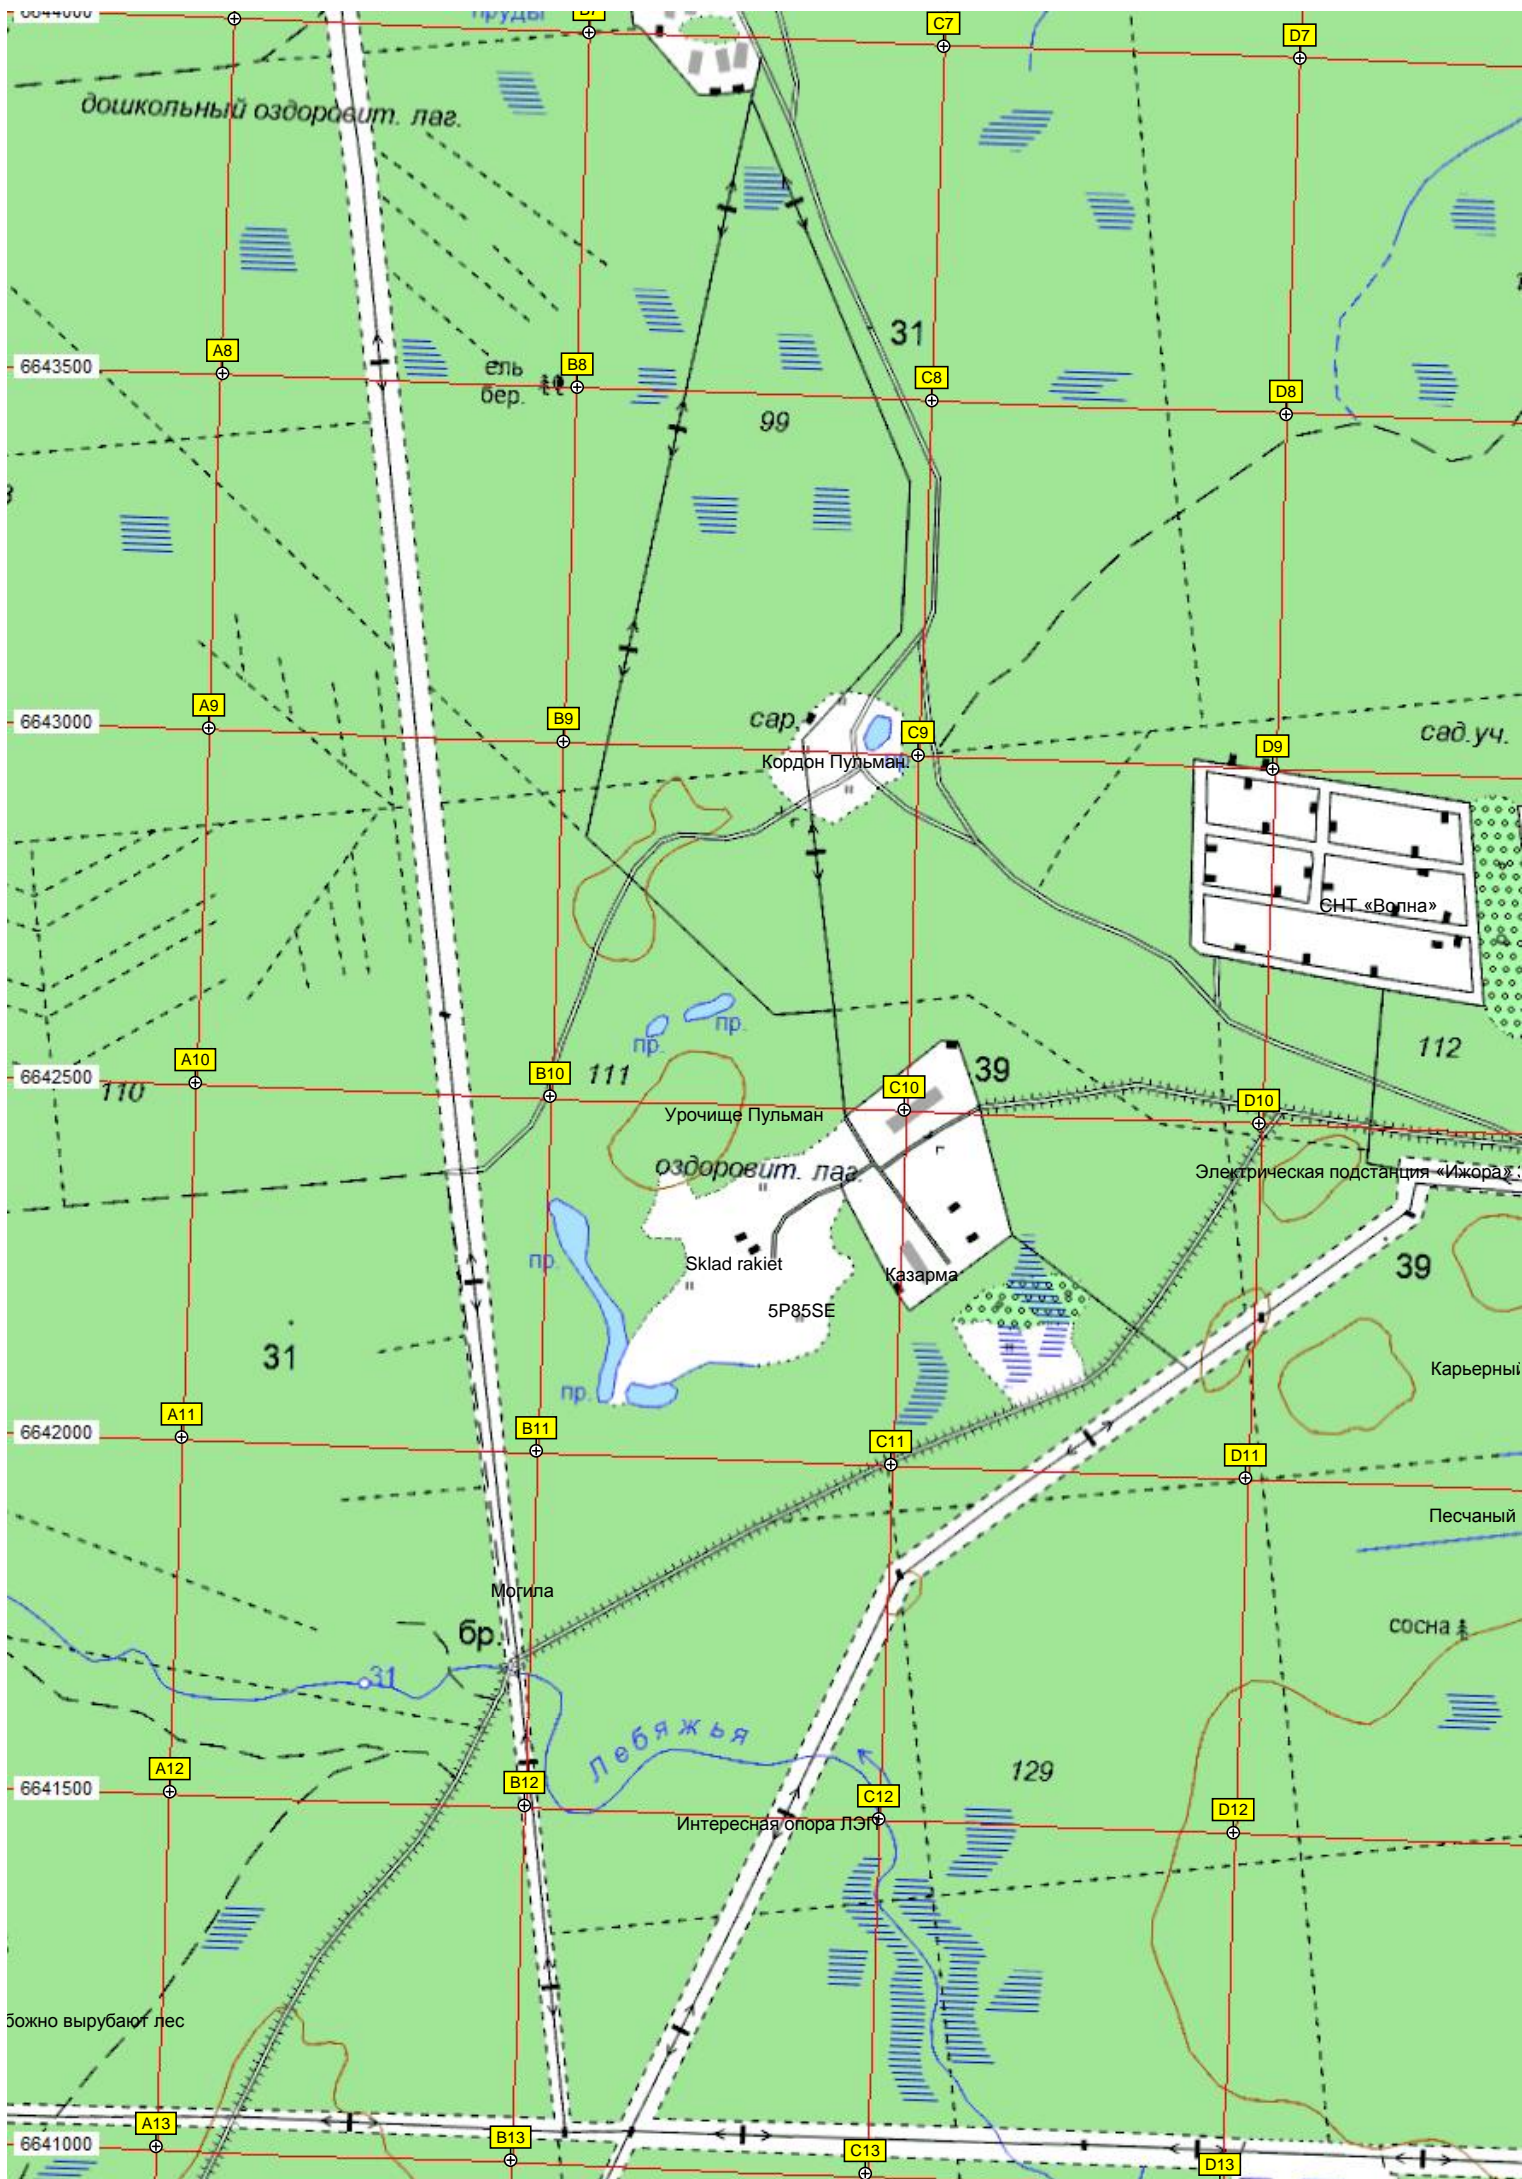 6644000
пруды
B7
C7
D7
дошкольный оздоровит. лаг.
31
6643500
A8
B8
C8
D8
ель
бер.
99
6643000
A9
B9
C9
D9
сар.
сад.уч.
Кордон Пульман
СНТ «Волна»
пр.
пр.
112
6642500
A10
B10
C10
D10
110
111
39
Урочище Пульман
оздоровит. лаг.
Электрическая подстанция «Ижора»
пр.
Sklad rakiet
Казарма
39
5P85SE
31
Карьерный
пр.
6642000
A11
B11
C11
D11
Песчаный
Могила
бр.
сосна
31
Лебяжья
129
6641500
A12
B12
C12
D12
Интересная опора ЛЭП
божно вырубают лес
6641000
A13
B13
C13
D13